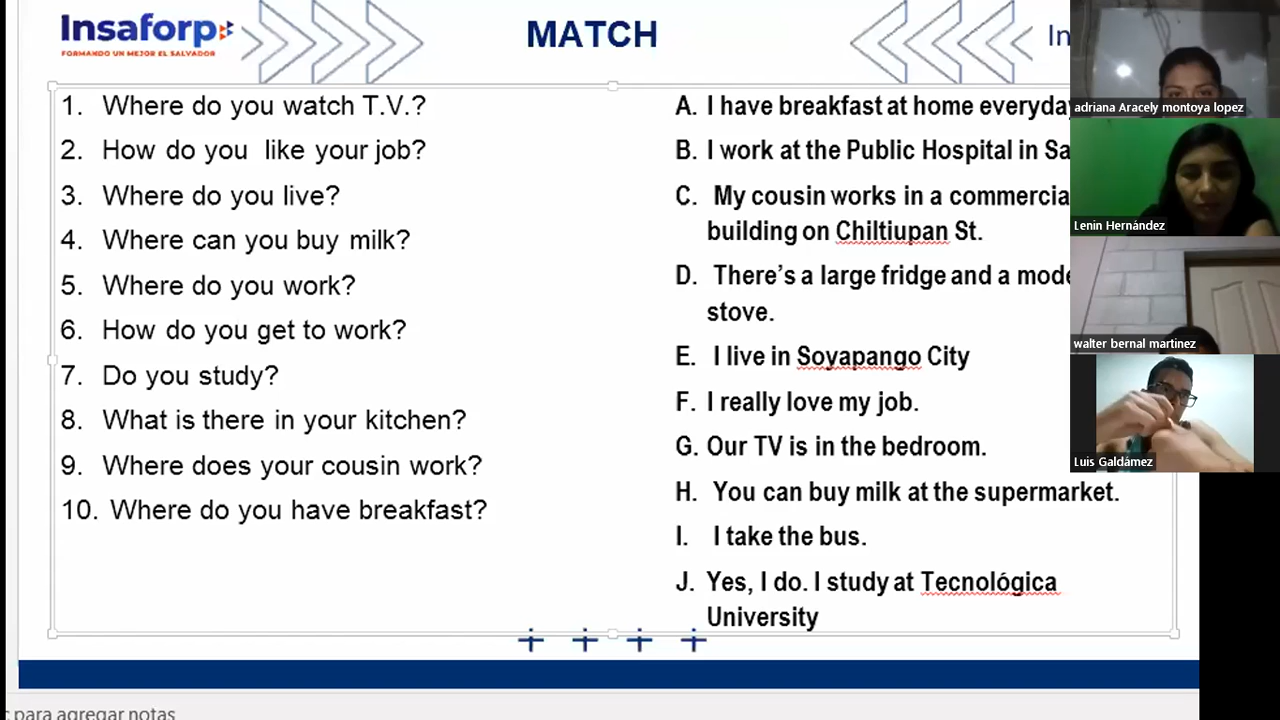 Insaforp
FORMANDO UN MEJOR EL SALVADOR
MATCH
In
1. Where do you watch T.V.?
2. How do you like your job?
3. Where do you live?
4. Where can you buy milk?
5. Where do you work?
6. How do you get to work?
7. Do you study?
8. What is there in your kitchen?
9. Where does your cousin work?
10. Where do you have breakfast?
A. I have breakfast at home everyday
B. I work at the Public Hospital in Sa
C. My cousin works in a commercia
building on Chiltiupan St.
D. There's a large fridge and a mode
stove.
E. I live in Soyapango City
F. I really love my job.
G. Our TV is in the bedroom.
H. You can buy milk at the supermarket.
I. I take the bus.
J. Yes, I do. I study at Tecnológica
University
adriana Aracely montoya lopez
Lenin Hernández
walter bernal martinez
Luis Galdámez
c para agregar notas